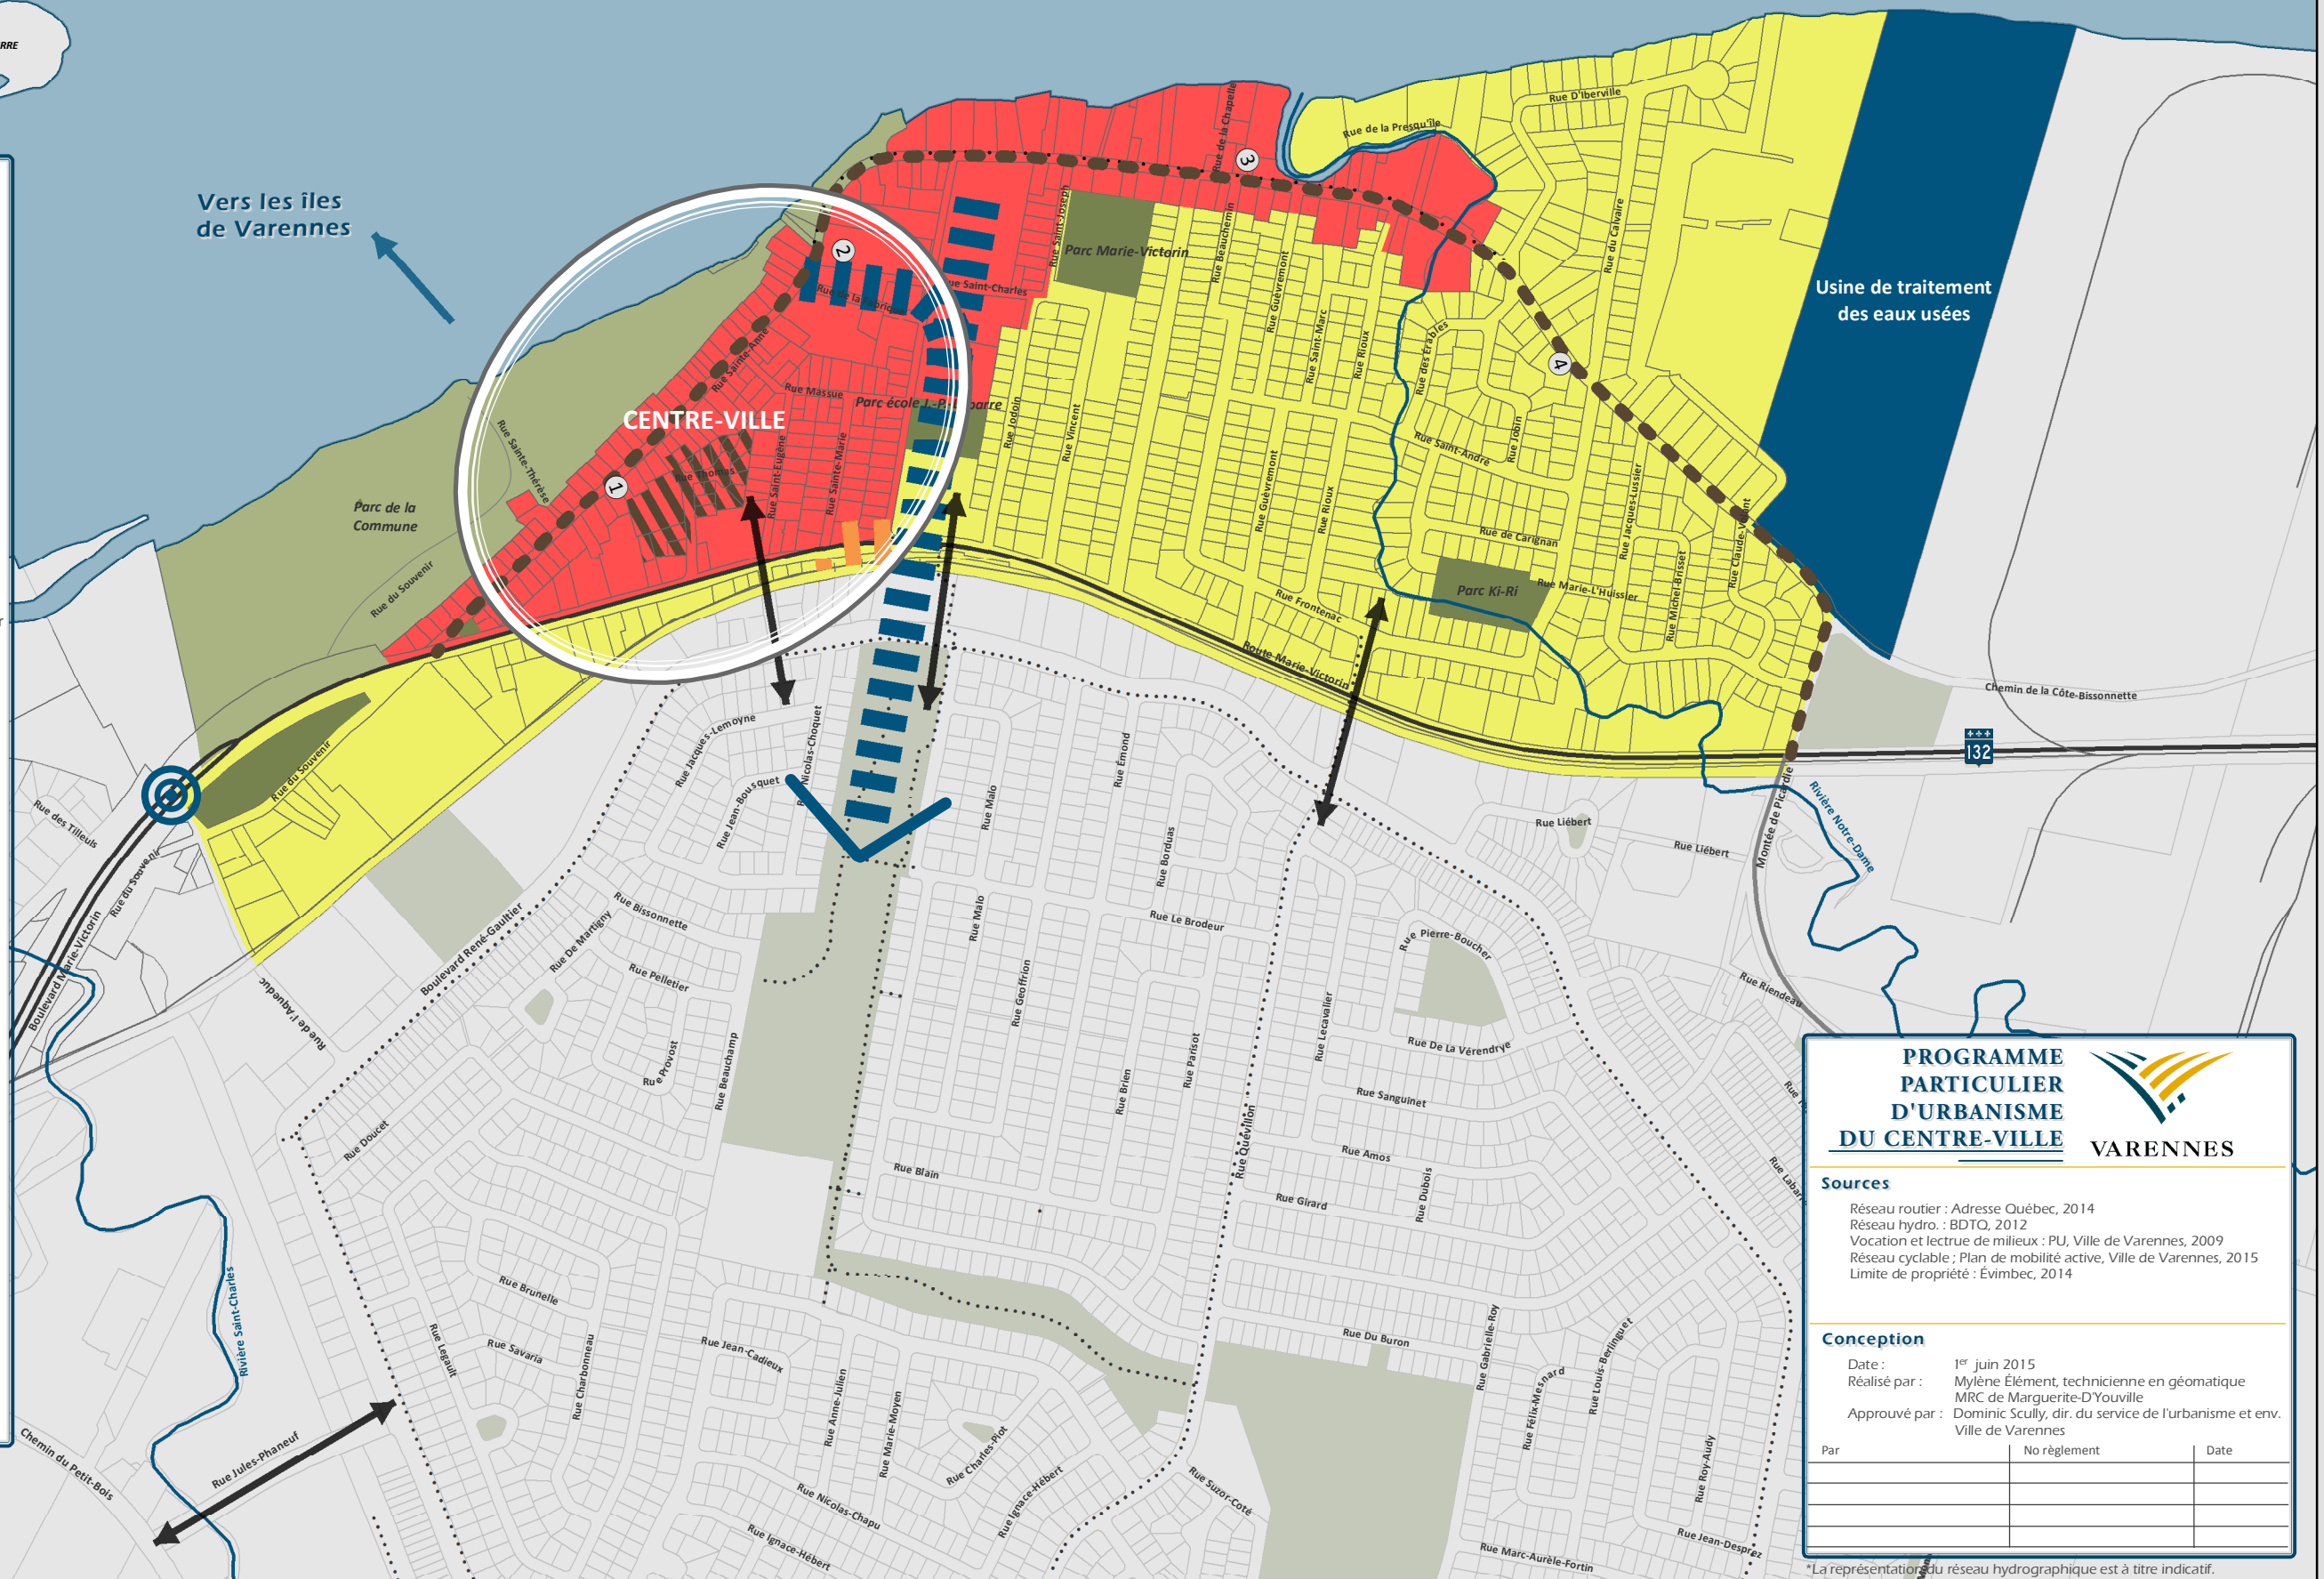 RRE
Vers les îles
de Varennes
Rue D'Iberville
Rue de la Presqu'île
Rue de la Chapelle
3
Rue Saint-Joseph
Parc Marie-Victorin
Rue Beauchemin
Rue Guèvremont
Rue du Calvaire
2
Rue de la Fabrique
Rue Saint-Charles
Usine de traitement
des eaux usées
Rue Saint-Marc
Rue Rioux
Rue des Érables
4
Rue Sainte-Anne
Rue Massue
Parc école J.-P.-Labarre
CENTRE-VILLE
Rue Jodoin
Rue Vincent
Rue Sainte-Thérèse
Rue Thomas
Rue Saint-Eugène
Rue Sainte-Marie
1
Rue Saint-André
Rue Jobin
Rue Guèvremont
Rue Rioux
Rue Jacques-Lussier
Parc de la
Commune
Rue de Carignan
Rue Michel-Brisset
Rue du Souvenir
Parc Ki-Ri
Rue Marie-L'Huissier
Rue Frontenac
Route Marie-Victorin
Chemin de la Côte-Bissonnette
132
Rue du Souvenir
Rue Jacques-Lemoyne
Rue Nicolas-Choquet
Rue Jean-Bousquet
Rue Émond
Rue Malo
Rue des Tilleuls
Rue du Souvenir
Montée de Picardie
Rivière Notre-Dame
Rue Liébert
Rue Liébert
Rue Borduas
Rue Malo
Rue Le Brodeur
Rue Bissonnette
Rue De Martigny
Rue Pelletier
Boulevard René-Gaultier
Boulevard Marie-Victorin
Rue de l'Aqueduc
Rue Pierre-Boucher
Rue Riendeau
Rue Geoffrion
Rue Lecavalier
Rue De La Vérendrye
Rue Provost
Rue Beauchamp
Rue Brien
Rue Parisot
Rue Sanguinet
Rue Quévillon
Rue Doucet
Rue Amos
Rue Blain
Rue Girard
Rue Dubois
Rivière Saint-Charles
Rue Brunelle
Rue Savaria
Rue Legault
Rue Charbonneau
Rue Jean-Cadieux
Rue Anne-Julien
Rue Marie-Moyen
Rue Du Buron
Rue Gabrielle-Roy
Rue Louis-Berlinguet
Rue Félix-Mesnard
Rue Roy-Audy
Rue Charles-Plot
Rue Ignace-Hébert
Rue Suzor-Coté
Rue Nicolas-Chapu
Rue Ignace-Hébert
Rue Marc-Aurèle-Fortin
Rue Jean-Desprez
Rue Jules-Phaneuf
Chemin du Petit-Bois
PROGRAMME
PARTICULIER
D'URBANISME
DU CENTRE-VILLE
VARENNES
Sources
Réseau routier : Adresse Québec, 2014
Réseau hydro. : BDTQ, 2012
Vocation et lectrue de milieux : PU, Ville de Varennes, 2009
Réseau cyclable ; Plan de mobilité active, Ville de Varennes, 2015
Limite de propriété : Évimbec, 2014
Conception
Date : 1er juin 2015
Réalisé par : Mylène Élément, technicienne en géomatique
MRC de Marguerite-D'Youville
Approuvé par : Dominic Scully, dir. du service de l'urbanisme et env.
Ville de Varennes
Par No règlement Date
*La représentation du réseau hydrographique est à titre indicatif.